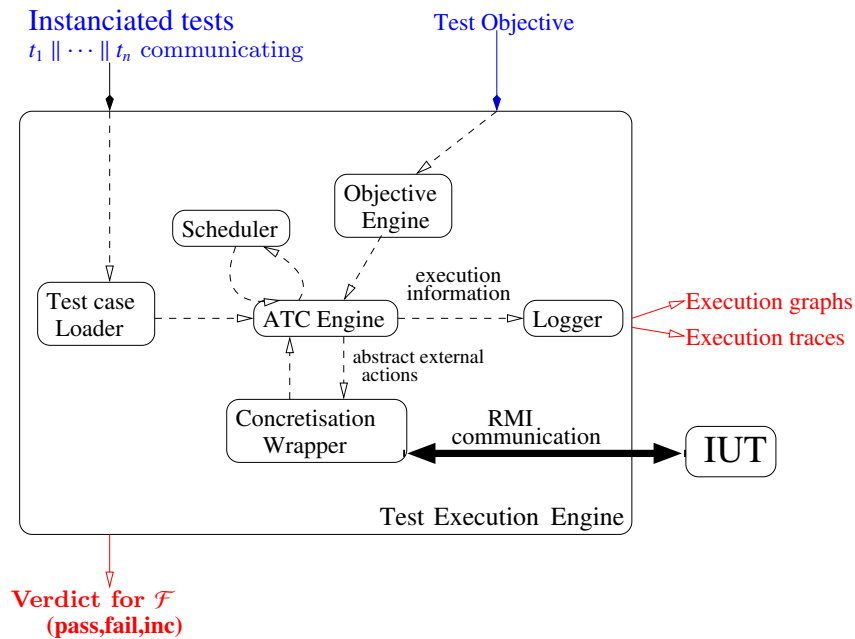 Instanciated tests
t₁ ∥ ··· ∥ tₙ communicating
Test Objective
Objective
Engine
Scheduler
execution
information
Test case
Loader
ATC Engine
Logger
Execution graphs
Execution traces
abstract external
actions
Concretisation
Wrapper
RMI
communication
IUT
Test Execution Engine
Verdict for ℱ
(pass,fail,inc)